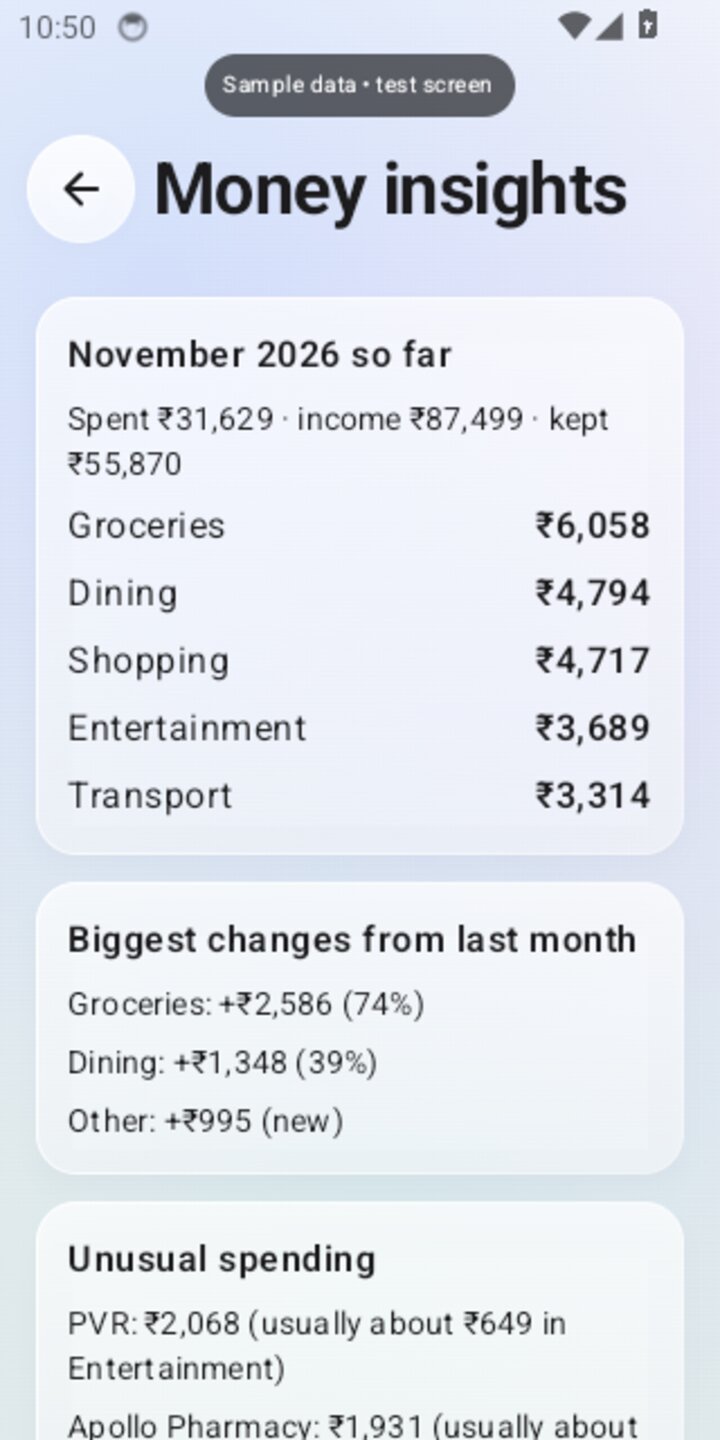 10:50
Sample data • test screen
Money insights
November 2026 so far
Spent ₹31,629 · income ₹87,499 · kept
₹55,870
Groceries ₹6,058
Dining ₹4,794
Shopping ₹4,717
Entertainment ₹3,689
Transport ₹3,314
Biggest changes from last month
Groceries: +₹2,586 (74%)
Dining: +₹1,348 (39%)
Other: +₹995 (new)
Unusual spending
PVR: ₹2,068 (usually about ₹649 in
Entertainment)
Apollo Pharmacy: ₹1,931 (usually about